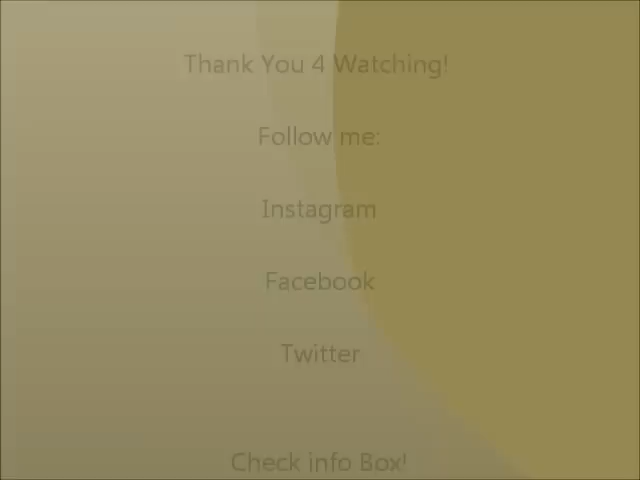 Thank You 4 Watching!
Follow me:
Instagram
Facebook
Twitter
Check info Box!